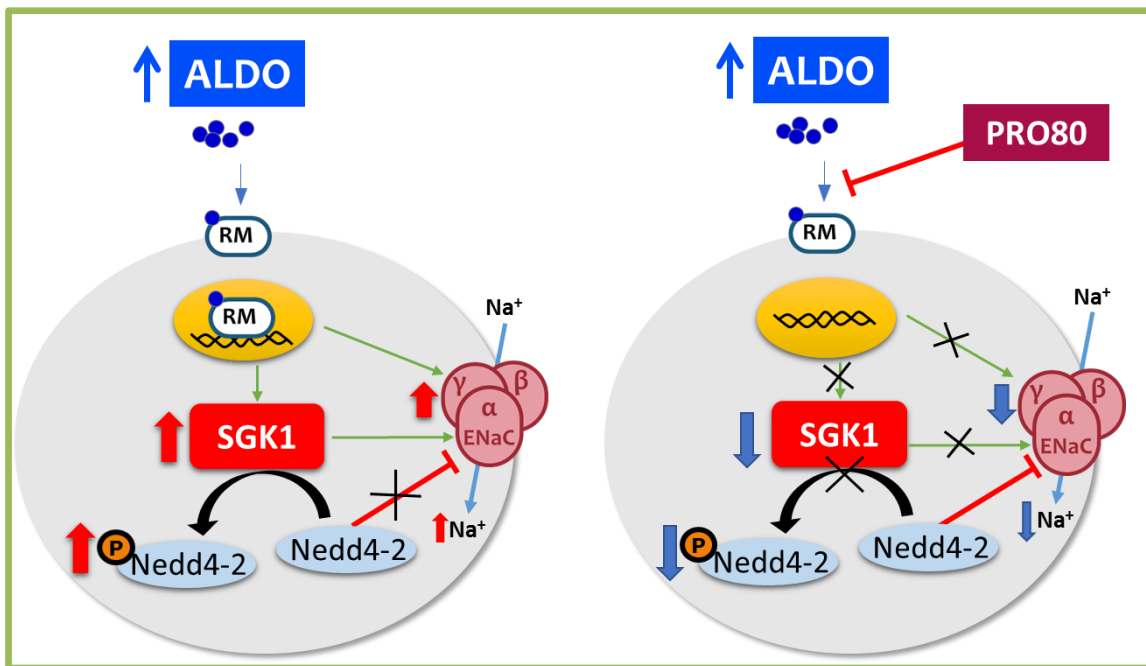 ALDO
RM
RM
Na⁺
γ
β
α
ENaC
SGK1
Na⁺
P
Nedd4-2
Nedd4-2
ALDO
PRO80
RM
Na⁺
γ
β
α
ENaC
SGK1
Na⁺
P
Nedd4-2
Nedd4-2